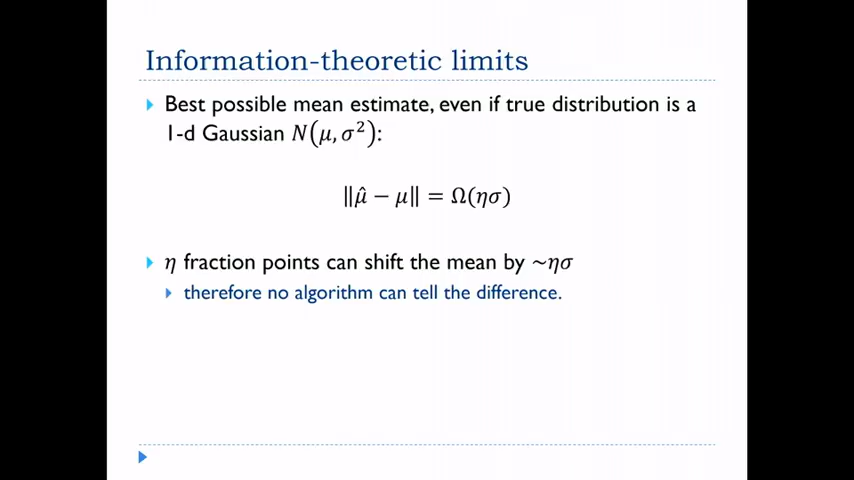 Information-theoretic limits
Best possible mean estimate, even if true distribution is a
1-d Gaussian N(μ, σ²):
‖μ̂ − μ‖ = Ω(ησ)
η fraction points can shift the mean by ~ησ
therefore no algorithm can tell the difference.